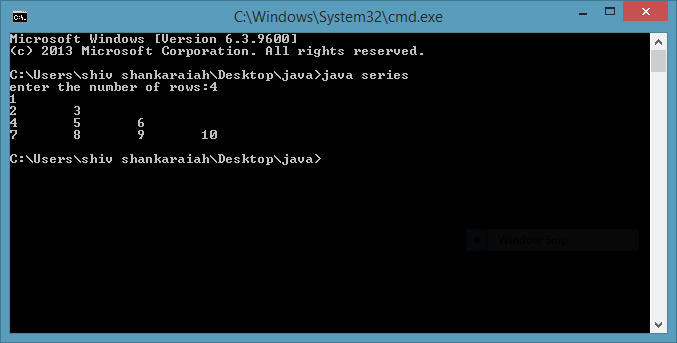 C:\Windows\System32\cmd.exe
Microsoft Windows [Version 6.3.9600]
(c) 2013 Microsoft Corporation. All rights reserved.
C:\Users\shiv shankaraiah\Desktop\java>java series
enter the number of rows:4
1
2 3
4 5 6
7 8 9 10
C:\Users\shiv shankaraiah\Desktop\java>
Window Snip